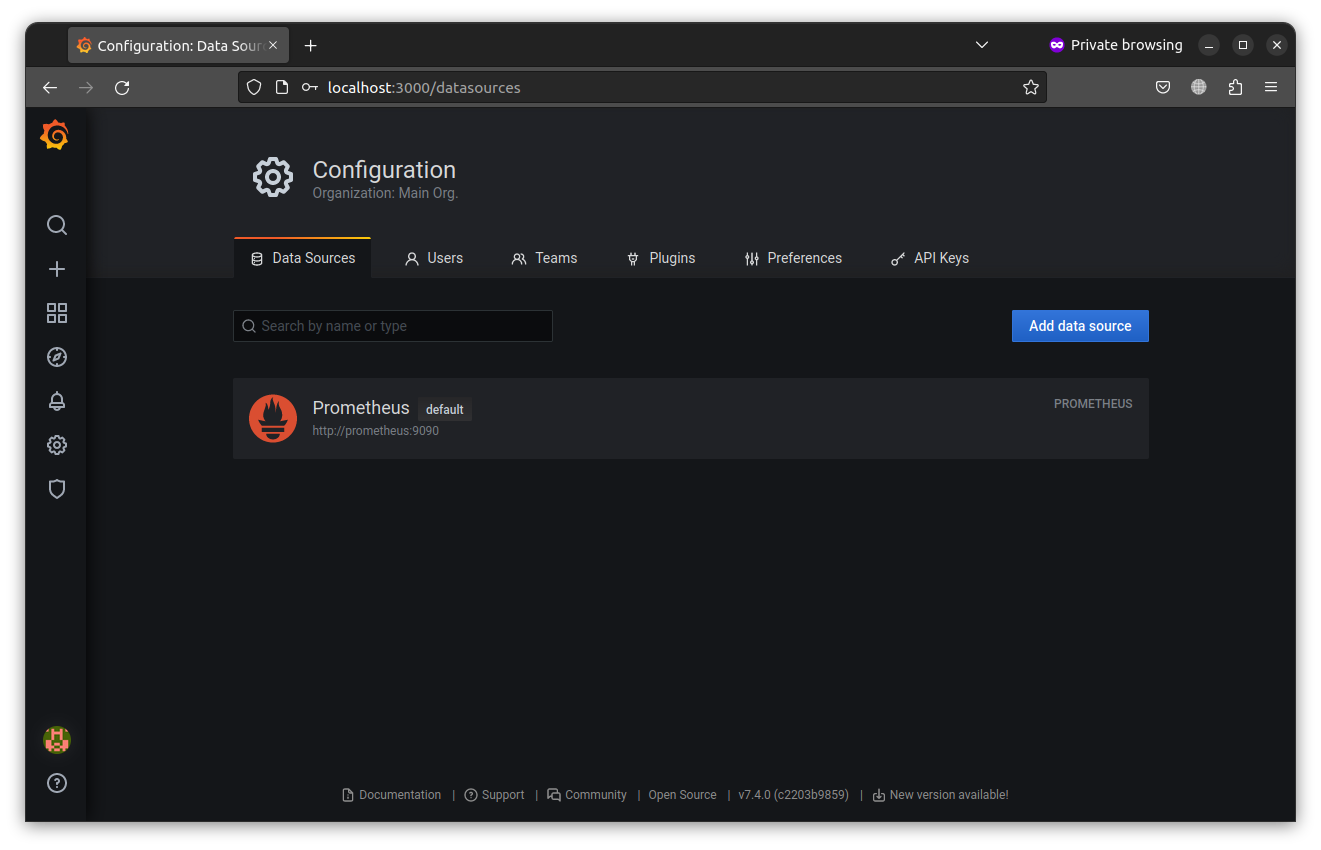 Configuration: Data Sour
Private browsing
localhost:3000/datasources
Configuration
Organization: Main Org.
Data Sources
Users
Teams
Plugins
Preferences
API Keys
Search by name or type
Add data source
Prometheus default
PROMETHEUS
http://prometheus:9090
Documentation | Support | Community | Open Source | v7.4.0 (c2203b9859) | New version available!